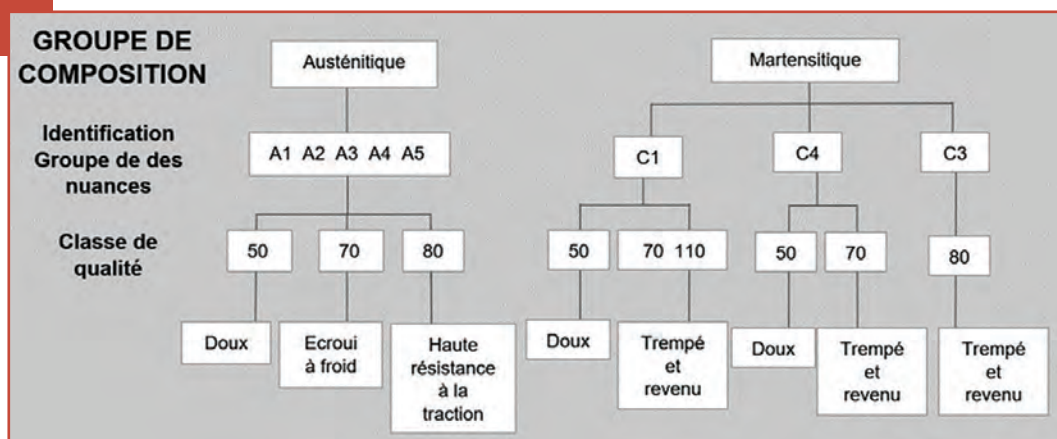 GROUPE DE
COMPOSITION
Austénitique
Martensitique
Identification
Groupe de des
nuances
A1 A2 A3 A4 A5
C1
C4
C3
Classe de
qualité
50
70
80
50
70 110
50
70
80
Doux
Ecroui
à froid
Haute
résistance
à la
traction
Doux
Trempé
et
revenu
Doux
Trempé
et
revenu
Trempé
et
revenu